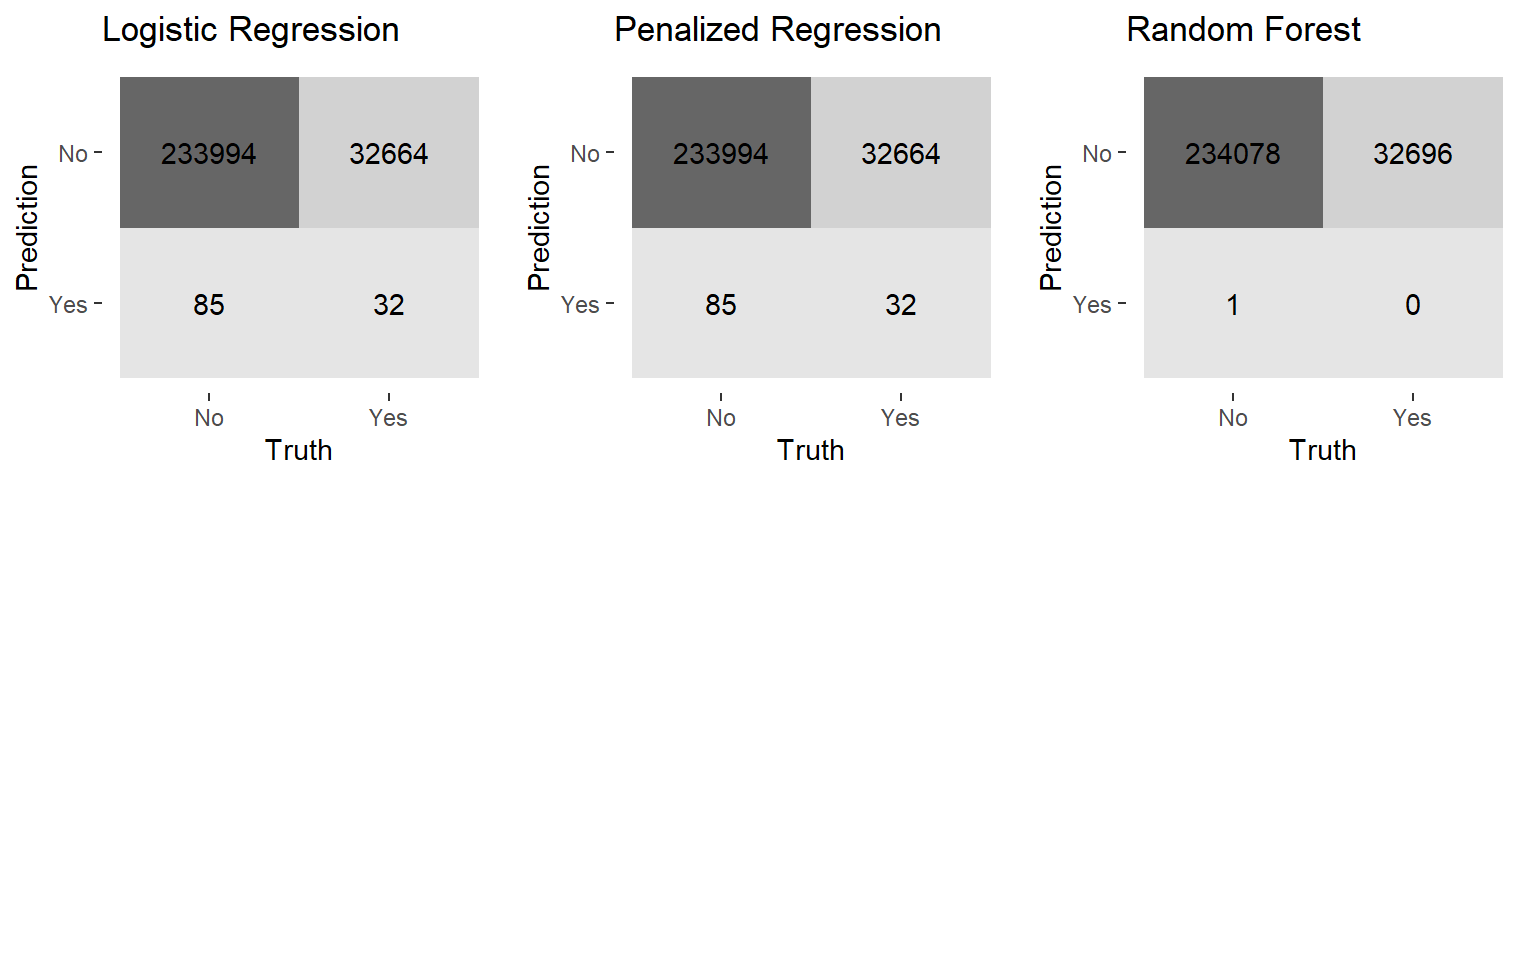 Logistic Regression
Prediction
No
233994 32664
Yes
85 32
No Yes
Truth
Penalized Regression
Prediction
No
233994 32664
Yes
85 32
No Yes
Truth
Random Forest
Prediction
No
234078 32696
Yes
1 0
No Yes
Truth